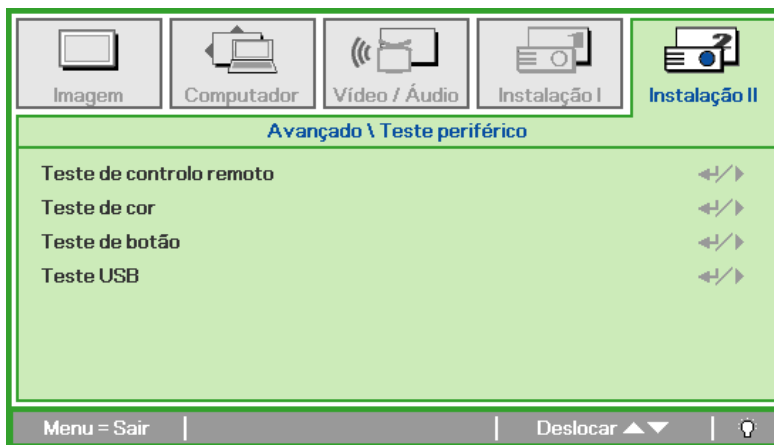 Imagem
Computador
Vídeo / Áudio
Instalação I
Instalação II
Avançado \ Teste periférico
Teste de controlo remoto
Teste de cor
Teste de botão
Teste USB
Menu = Sair
Deslocar ▲▼